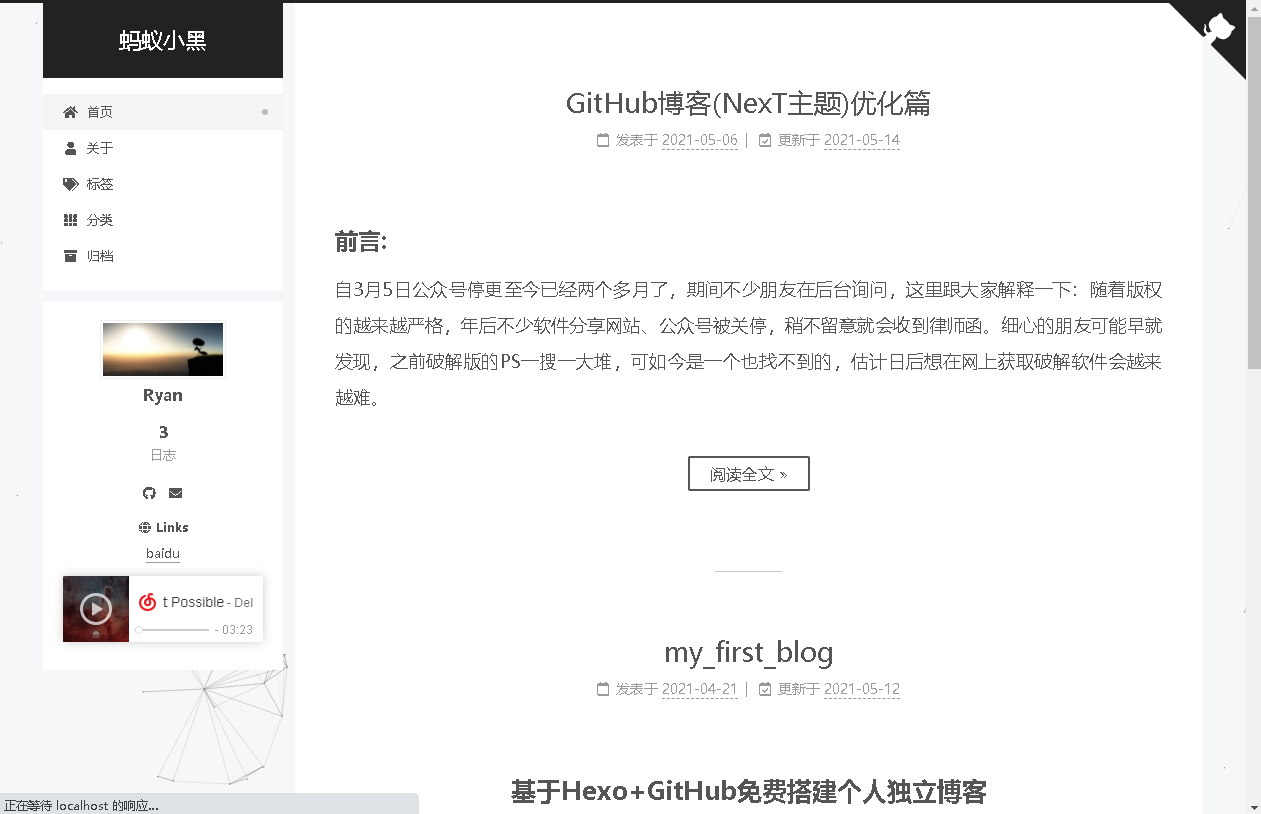 蚂蚁小黑
首页
关于
标签
分类
归档
Ryan
3
日志
Links
baidu
t Possible - Del
- 03:23
GitHub博客(NexT主题)优化篇
发表于 2021-05-06 | 更新于 2021-05-14
前言:
自3月5日公众号停更至今已经两个多月了，期间不少朋友在后台询问，这里跟大家解释一下：随着版权
的越来越严格，年后不少软件分享网站、公众号被关停，稍不留意就会收到律师函。细心的朋友可能早就
发现，之前破解版的PS一搜一大堆，可如今是一个也找不到的，估计日后想在网上获取破解软件会越来
越难。
阅读全文 »
my_first_blog
发表于 2021-04-21 | 更新于 2021-05-12
基于Hexo+GitHub免费搭建个人独立博客
正在等待 localhost 的响应...